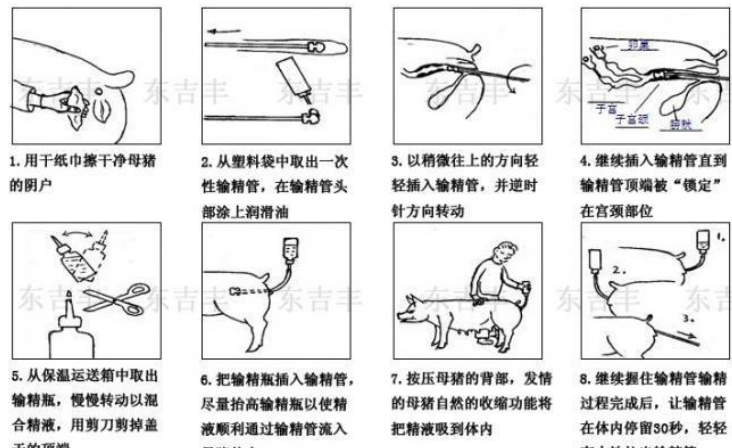 东吉丰 东吉丰 东吉丰 东吉丰
卵巢
子宫
子宫颈
膀胱
1. 用干纸巾擦干净母猪
的阴户
2. 从塑料袋中取出一次
性输精管，在输精管头
部涂上润滑油
3. 以稍微往上的方向轻
轻插入输精管，并逆时
针方向转动
4. 继续插入输精管直到
输精管顶端被“锁定”
在宫颈部位
1.
2.
3.
东吉丰 东吉丰 东吉丰 东吉
5. 从保温运送箱中取出
输精瓶，慢慢转动以混
合精液，用剪刀剪掉盖
6. 把输精瓶插入输精管，
尽量抬高输精瓶以使精
液顺利通过输精管流入
7. 按压母猪的背部，发情
的母猪自然的收缩功能将
把精液吸到体内
8. 继续握住输精管输精
过程完成后，让输精管
在体内停留30秒，轻轻